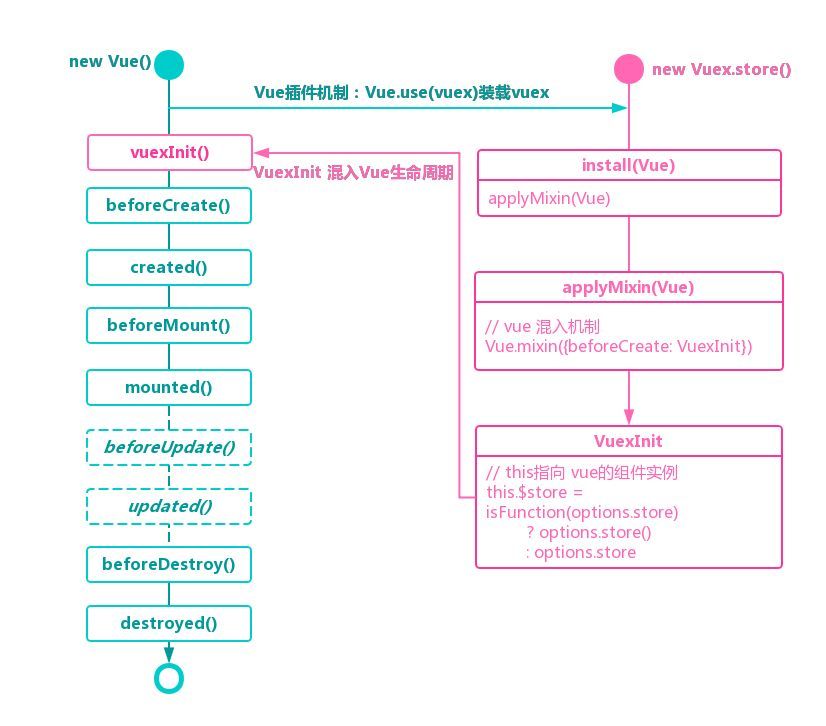 new Vue()
new Vuex.store()
Vue插件机制：Vue.use(vuex)装载vuex
vuexInit()
VuexInit 混入Vue生命周期
beforeCreate()
created()
beforeMount()
mounted()
beforeUpdate()
updated()
beforeDestroy()
destroyed()
install(Vue)
applyMixin(Vue)
applyMixin(Vue)
// vue 混入机制
Vue.mixin({beforeCreate: VuexInit})
VuexInit
// this指向 vue的组件实例
this.$store =
isFunction(options.store)
? options.store()
: options.store